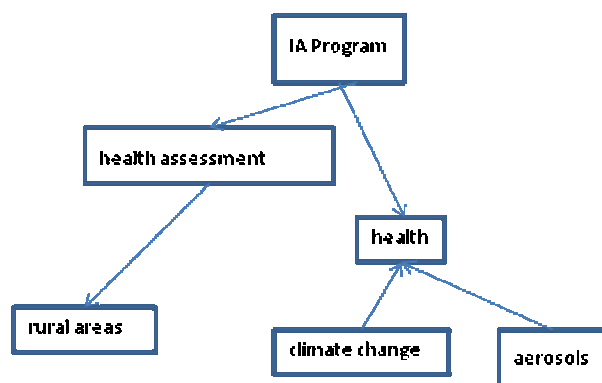 IA Program
health assessment
health
rural areas
climate change
aerosols